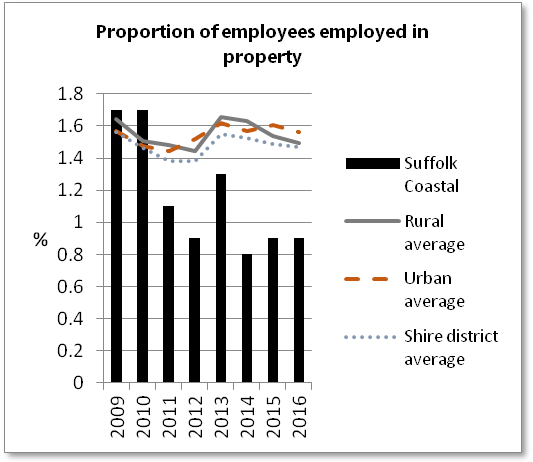 Proportion of employees employed in
property
1.8
1.6
1.4
1.2
1
0.8
0.6
0.4
0.2
0
%
2009
2010
2011
2012
2013
2014
2015
2016
Suffolk
Coastal
Rural
average
Urban
average
Shire district
average